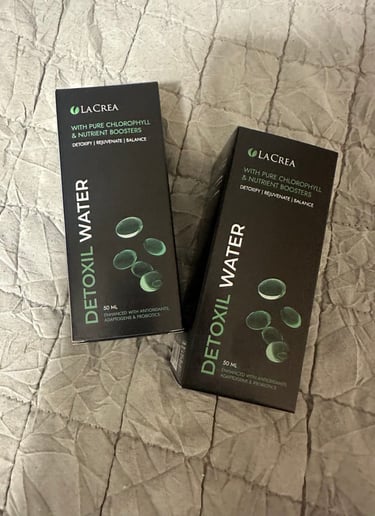 LACREA
WITH PURE CHLOROPHYLL
& NUTRIENT BOOSTERS
DETOXIFY | REJUVENATE | BALANCE
DETOXIL WATER
50 ML
ENHANCED WITH ANTIOXIDANTS,
ADAPTOGENS & PROBIOTICS
LACREA
WITH PURE CHLOROPHYLL
& NUTRIENT BOOSTERS
DETOXIFY | REJUVENATE | BALANCE
DETOXIL WATER
50 ML
ENHANCED WITH ANTIOXIDANTS,
ADAPTOGENS & PROBIOTICS